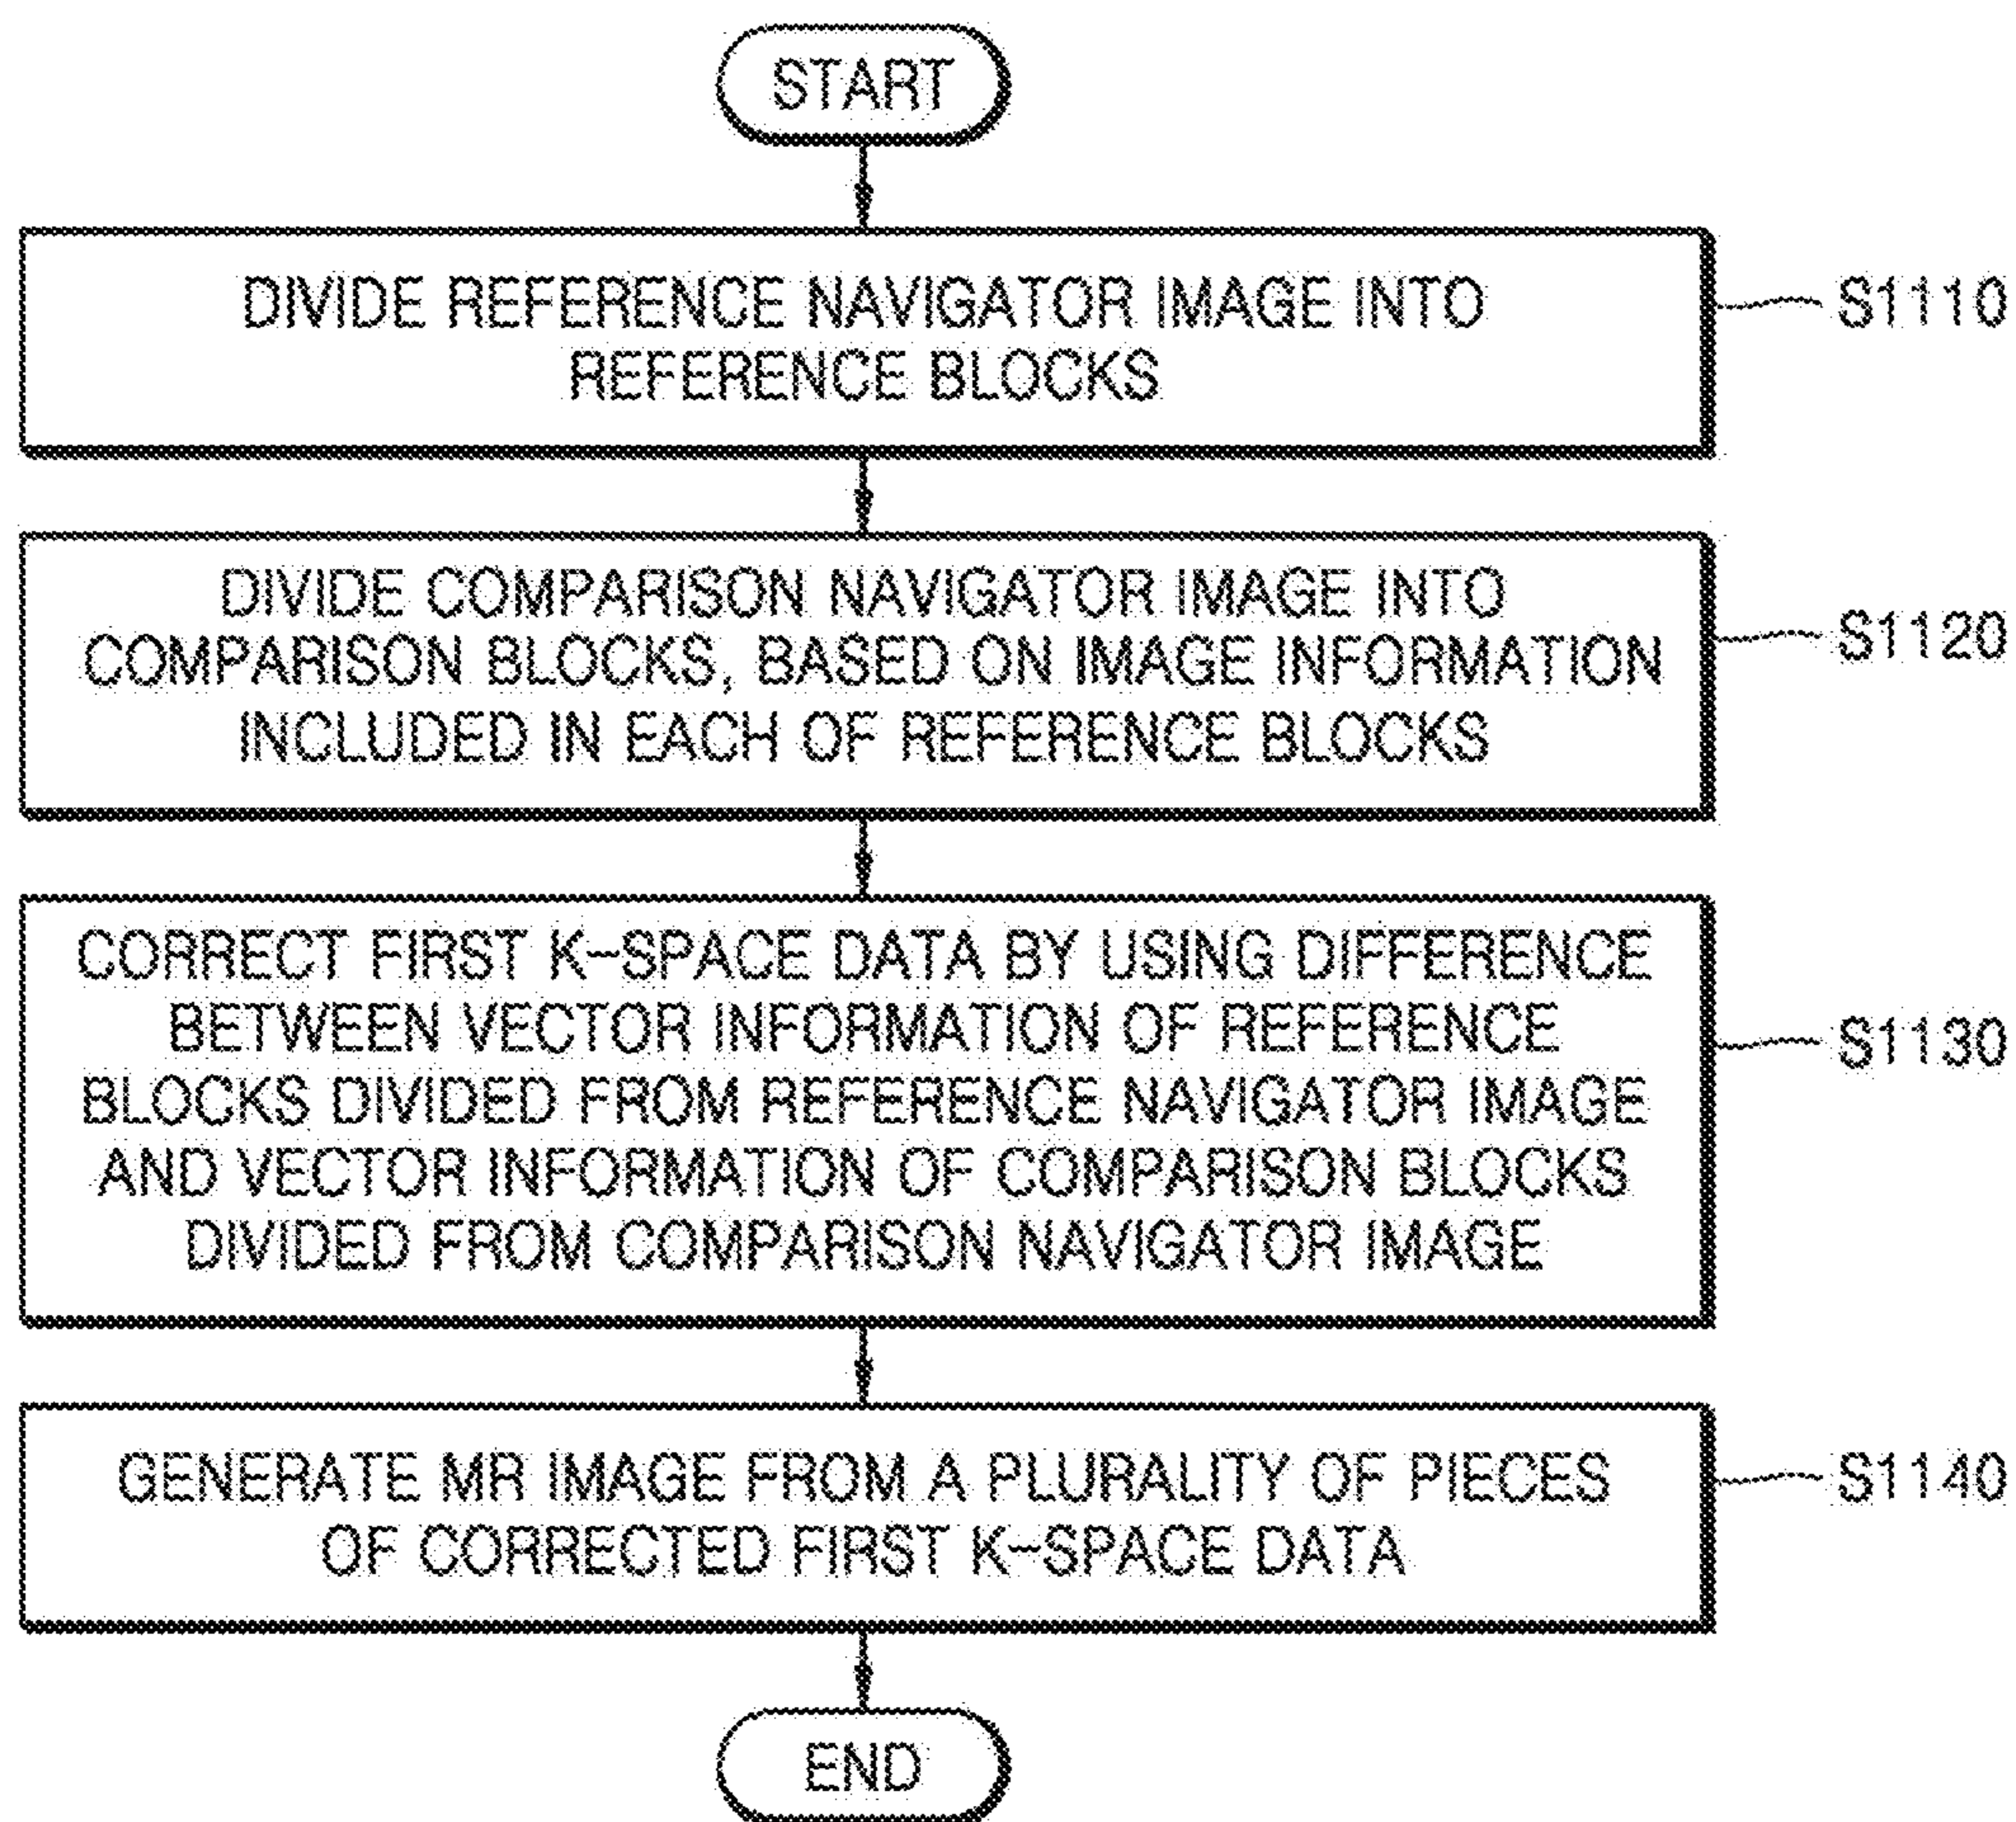 START
DIVIDE REFERENCE NAVIGATOR IMAGE INTO
REFERENCE BLOCKS
S1110
DIVIDE COMPARISON NAVIGATOR IMAGE INTO
COMPARISON BLOCKS, BASED ON IMAGE INFORMATION
INCLUDED IN EACH OF REFERENCE BLOCKS
S1120
CORRECT FIRST K-SPACE DATA BY USING DIFFERENCE
BETWEEN VECTOR INFORMATION OF REFERENCE
BLOCKS DIVIDED FROM REFERENCE NAVIGATOR IMAGE
AND VECTOR INFORMATION OF COMPARISON BLOCKS
DIVIDED FROM COMPARISON NAVIGATOR IMAGE
S1130
GENERATE MR IMAGE FROM A PLURALITY OF PIECES
OF CORRECTED FIRST K-SPACE DATA
S1140
END